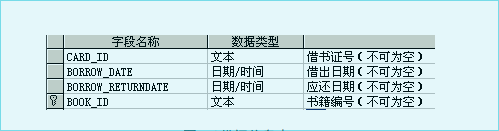 字段名称 数据类型
CARD_ID 文本 借书证号（不可为空）
BORROW_DATE 日期/时间 借出日期（不可为空）
BORROW_RETURNDATE 日期/时间 应还日期（不可为空）
BOOK_ID 文本 书籍编号（不可为空）